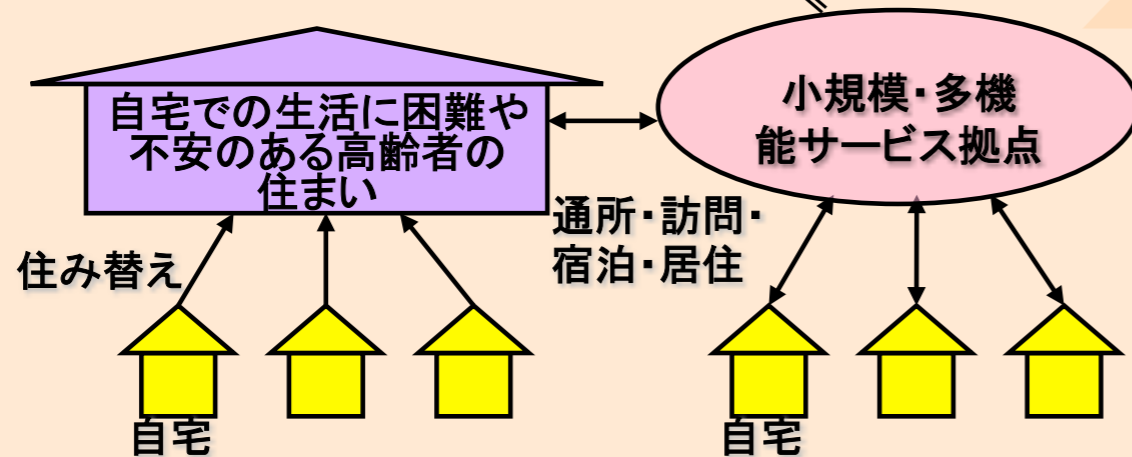 自宅での生活に困難や
不安のある高齢者の
住まい
小規模・多機
能サービス拠点
通所・訪問・
宿泊・居住
住み替え
自宅
自宅